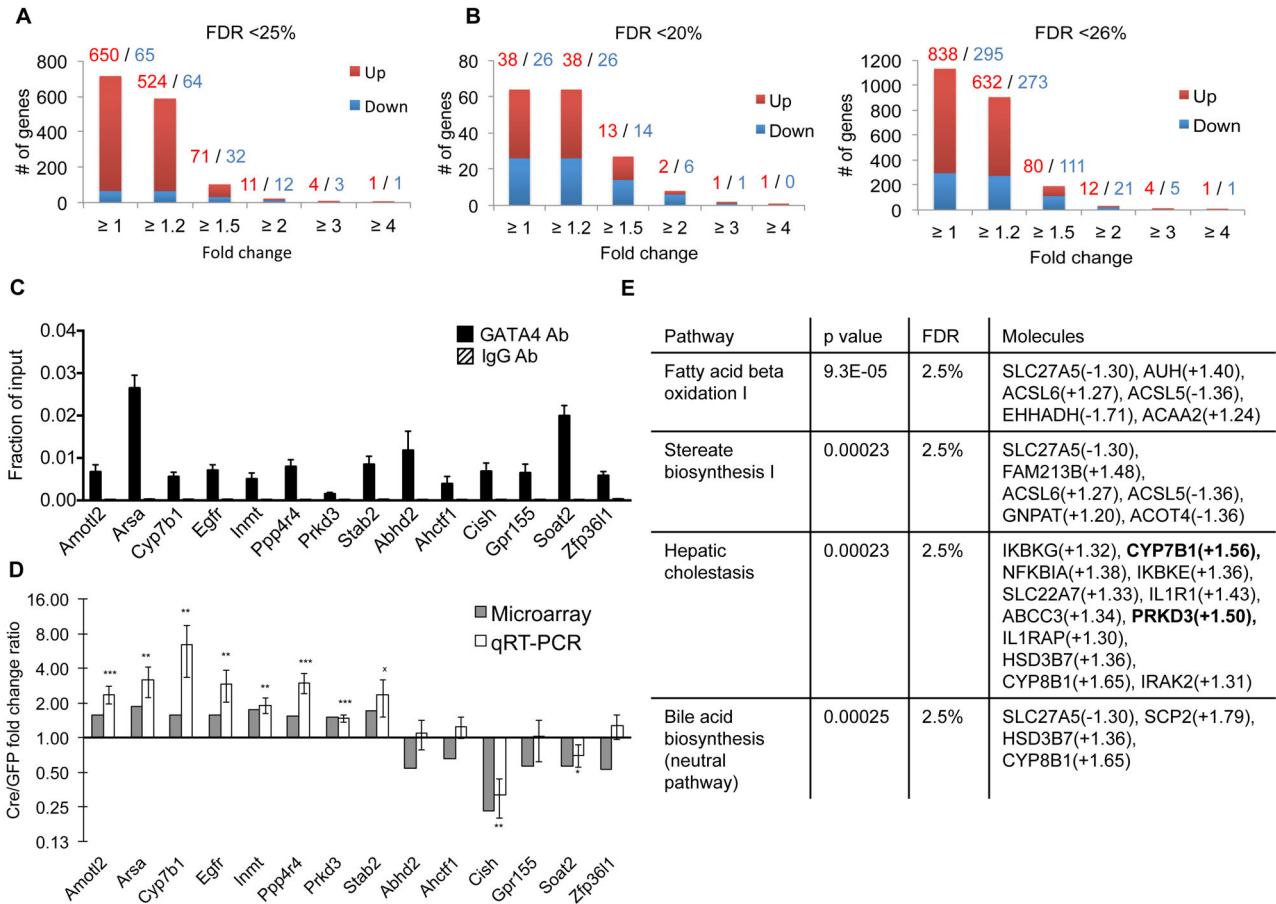 A
FDR <25%
650 / 65
524 / 64
71 / 32
11 / 12
4 / 3
1 / 1
Up
Down
# of genes
800
600
400
200
0
≥ 1 ≥ 1.2 ≥ 1.5 ≥ 2 ≥ 3 ≥ 4
Fold change
B
FDR <20%
38 / 26
38 / 26
13 / 14
2 / 6
1 / 1
1 / 0
Up
Down
# of genes
80
60
40
20
0
≥ 1 ≥ 1.2 ≥ 1.5 ≥ 2 ≥ 3 ≥ 4
Fold change
FDR <26%
838 / 295
632 / 273
80 / 111
12 / 21
4 / 5
1 / 1
Up
Down
# of genes
1200
1000
800
600
400
200
0
≥ 1 ≥ 1.2 ≥ 1.5 ≥ 2 ≥ 3 ≥ 4
Fold change
C
GATA4 Ab
IgG Ab
Fraction of input
0.04
0.03
0.02
0.01
0.00
Amotl2 Arsa Cyp7b1 Egfr Inmt Ppp4r4 Prkd3 Stab2 Abhd2 Ahctf1 Cish Gpr155 Soat2 Zfp36l1
D
Microarray
qRT-PCR
Cre/GFP fold change ratio
16.00
8.00
4.00
2.00
1.00
0.50
0.25
0.13
*** ** ** ** ** *** *** x ** *
Amotl2 Arsa Cyp7b1 Egfr Inmt Ppp4r4 Prkd3 Stab2 Abhd2 Ahctf1 Cish Gpr155 Soat2 Zfp36l1
E
Pathway p value FDR Molecules
Fatty acid beta 9.3E-05 2.5% SLC27A5(-1.30), AUH(+1.40),
oxidation I ACSL6(+1.27), ACSL5(-1.36),
EHHADH(-1.71), ACAA2(+1.24)
Stereate 0.00023 2.5% SLC27A5(-1.30),
biosynthesis I FAM213B(+1.48),
ACSL6(+1.27), ACSL5(-1.36),
GNPAT(+1.20), ACOT4(-1.36)
Hepatic 0.00023 2.5% IKBKG(+1.32), CYP7B1(+1.56),
cholestasis NFKBIA(+1.38), IKBKE(+1.36),
SLC22A7(+1.33), IL1R1(+1.43),
ABCC3(+1.34), PRKD3(+1.50),
IL1RAP(+1.30),
HSD3B7(+1.36),
CYP8B1(+1.65), IRAK2(+1.31)
Bile acid 0.00025 2.5% SLC27A5(-1.30), SCP2(+1.79),
biosynthesis HSD3B7(+1.36),
(neutral CYP8B1(+1.65)
pathway)